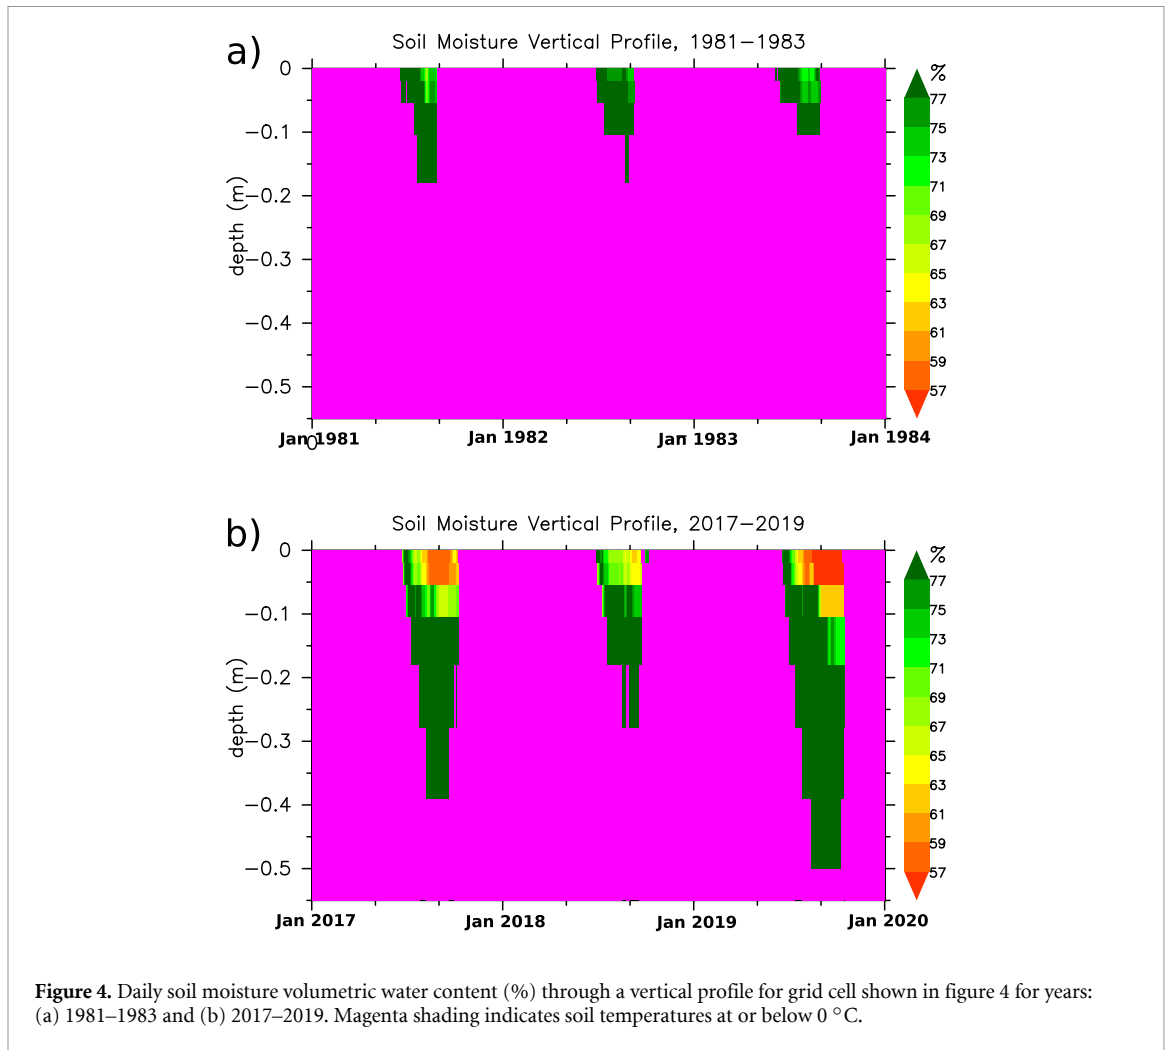 a)
Soil Moisture Vertical Profile, 1981−1983
0
−0.1
−0.2
−0.3
−0.4
−0.5
depth (m)
%
77
75
73
71
69
67
65
63
61
59
57
Jan 1981
0
Jan 1982
Jan 1983
Jan 1984
b)
Soil Moisture Vertical Profile, 2017−2019
0
−0.1
−0.2
−0.3
−0.4
−0.5
depth (m)
%
77
75
73
71
69
67
65
63
61
59
57
Jan 2017
Jan 2018
Jan 2019
Jan 2020
Figure 4. Daily soil moisture volumetric water content (%) through a vertical profile for grid cell shown in figure 4 for years:
(a) 1981–1983 and (b) 2017–2019. Magenta shading indicates soil temperatures at or below 0 °C.